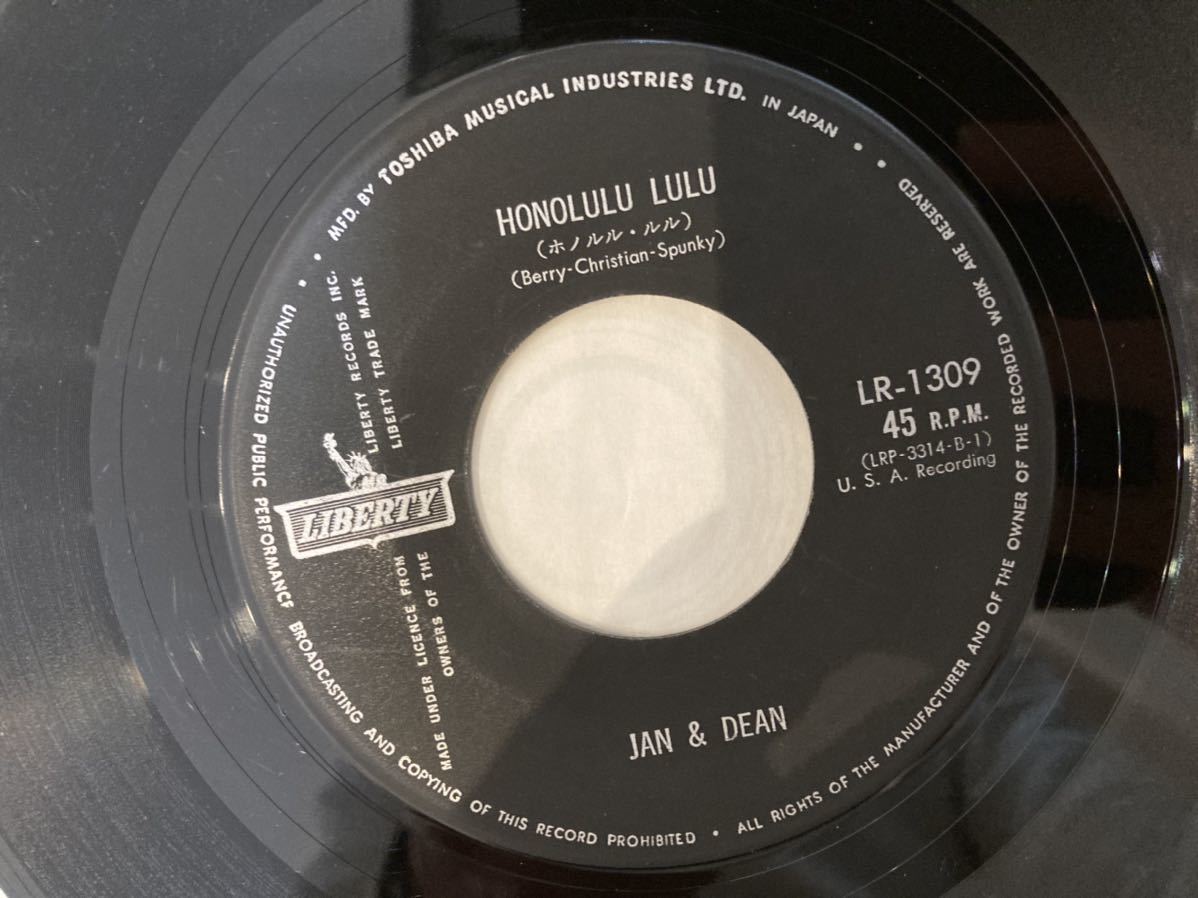 MFD. BY TOSHIBA MUSICAL INDUSTRIES LTD. IN JAPAN
HONOLULU LULU
(ホノルル・ルル)
(Berry-Christian-Spunky)
LIBERTY RECORDS INC.
LIBERTY TRADE MARK
LIBERTY
MADE UNDER LICENCE FROM
OWNERS OF THE
LR-1309
45 R.P.M.
(LRP-3314-B-1)
U. S. A. Recording
JAN & DEAN
UNAUTHORIZED PUBLIC PERFORMANCE BROADCASTING AND COPYING OF THIS RECORD PROHIBITED • ALL RIGHTS OF THE MANUFACTURER AND OF THE OWNER OF THE RECORDED WORK ARE RESERVED